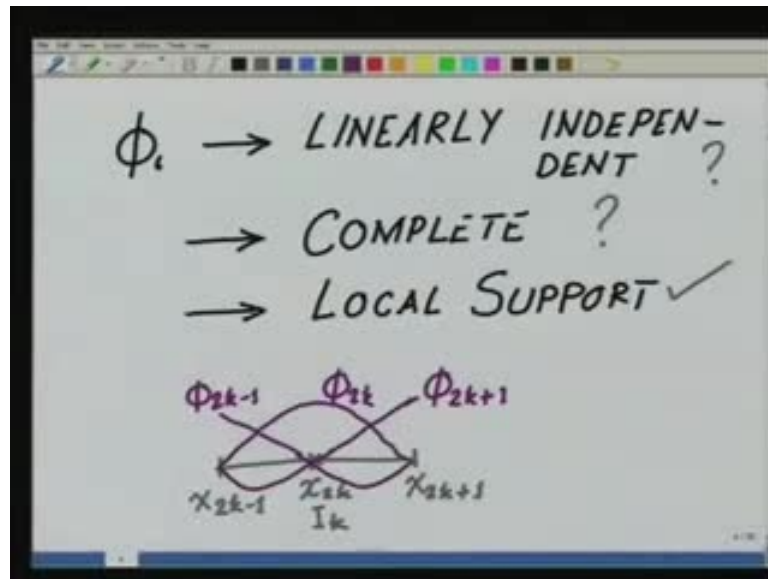 ϕᵢ → LINEARLY INDEPEN-
DENT ?
→ COMPLETE ?
→ LOCAL SUPPORT ✓
ϕ2k-1 ϕ2k ϕ2k+1
x2k-1 x2k x2k+1
Ik